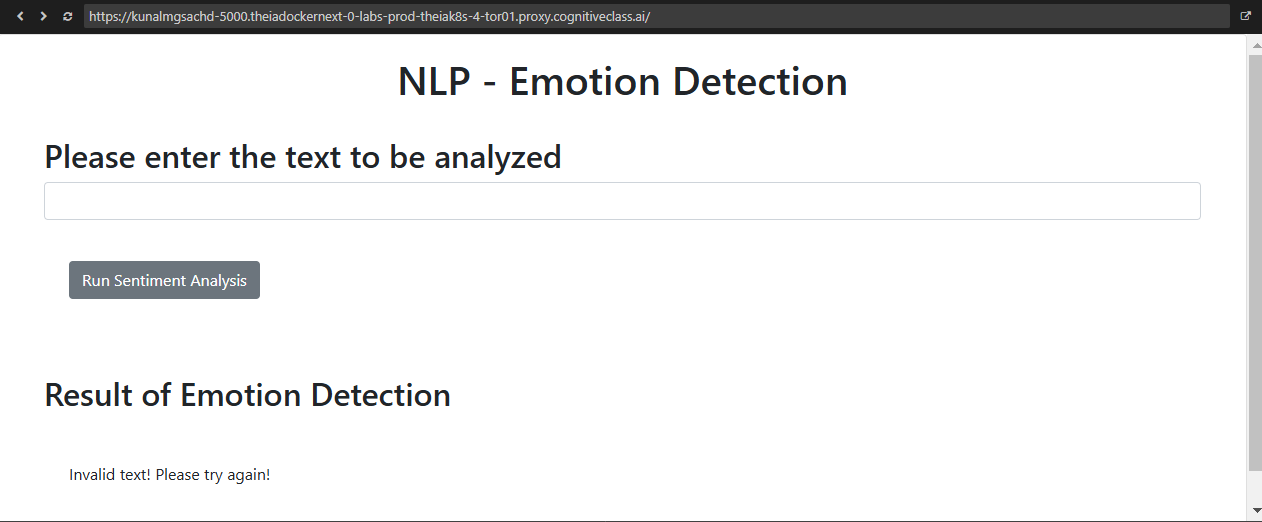 https://kunalmgsachd-5000.theiadockernext-0-labs-prod-theiak8s-4-tor01.proxy.cognitiveclass.ai/
NLP - Emotion Detection
Please enter the text to be analyzed
Run Sentiment Analysis
Result of Emotion Detection
Invalid text! Please try again!